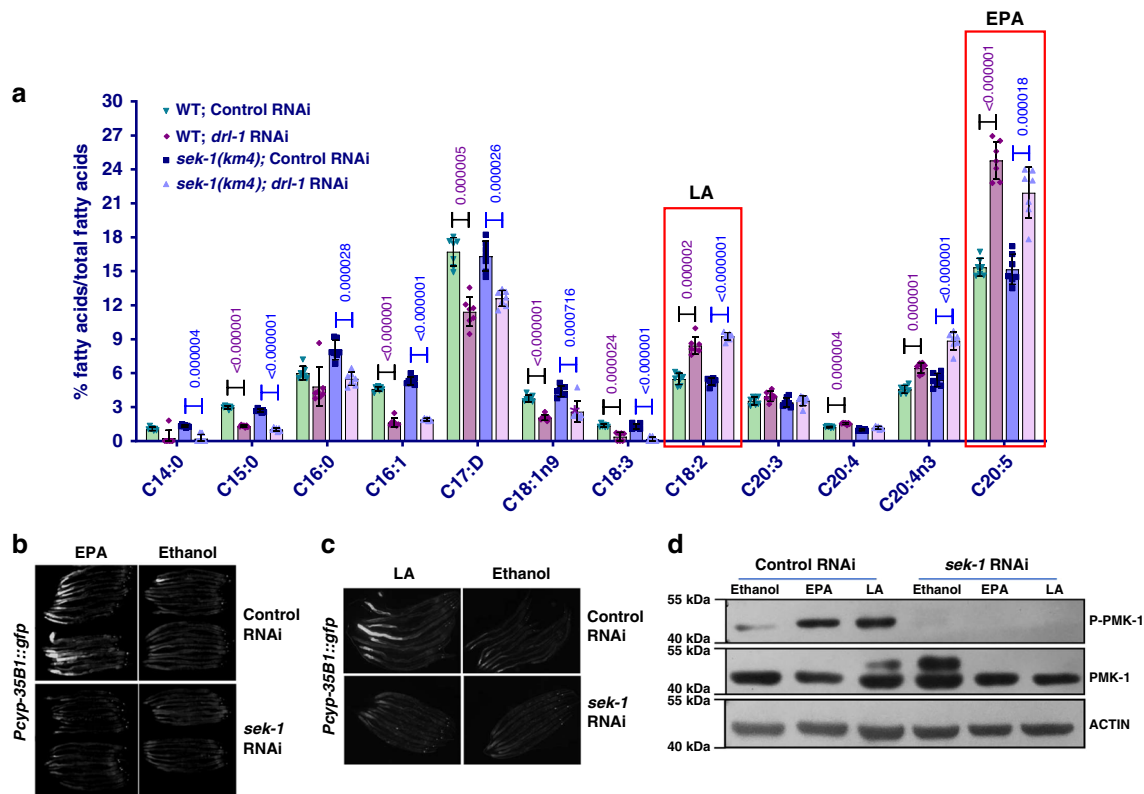 EPA
a
30
27
24
21
18
15
12
9
6
3
0
% fatty acids/total fatty acids
WT; Control RNAi
WT; drl-1 RNAi
sek-1(km4); Control RNAi
sek-1(km4); drl-1 RNAi
LA
0.000004
<0.000001
<0.000001
0.000028
<0.000001
<0.000001
0.000005
0.000026
<0.000001
0.000716
0.000024
<0.000001
0.000002
<0.000001
0.000004
0.000001
<0.000001
<0.000001
0.000018
C14:0
C15:0
C16:0
C16:1
C17:D
C18:1n9
C18:3
C18:2
C20:3
C20:4
C20:4n3
C20:5
b
EPA
Ethanol
Pcyp-35B1::gfp
Control
RNAi
sek-1
RNAi
c
LA
Ethanol
Pcyp-35B1::gfp
Control
RNAi
sek-1
RNAi
d
Control RNAi
sek-1 RNAi
Ethanol
EPA
LA
Ethanol
EPA
LA
55 kDa
40 kDa
P-PMK-1
55 kDa
40 kDa
PMK-1
55 kDa
40 kDa
ACTIN